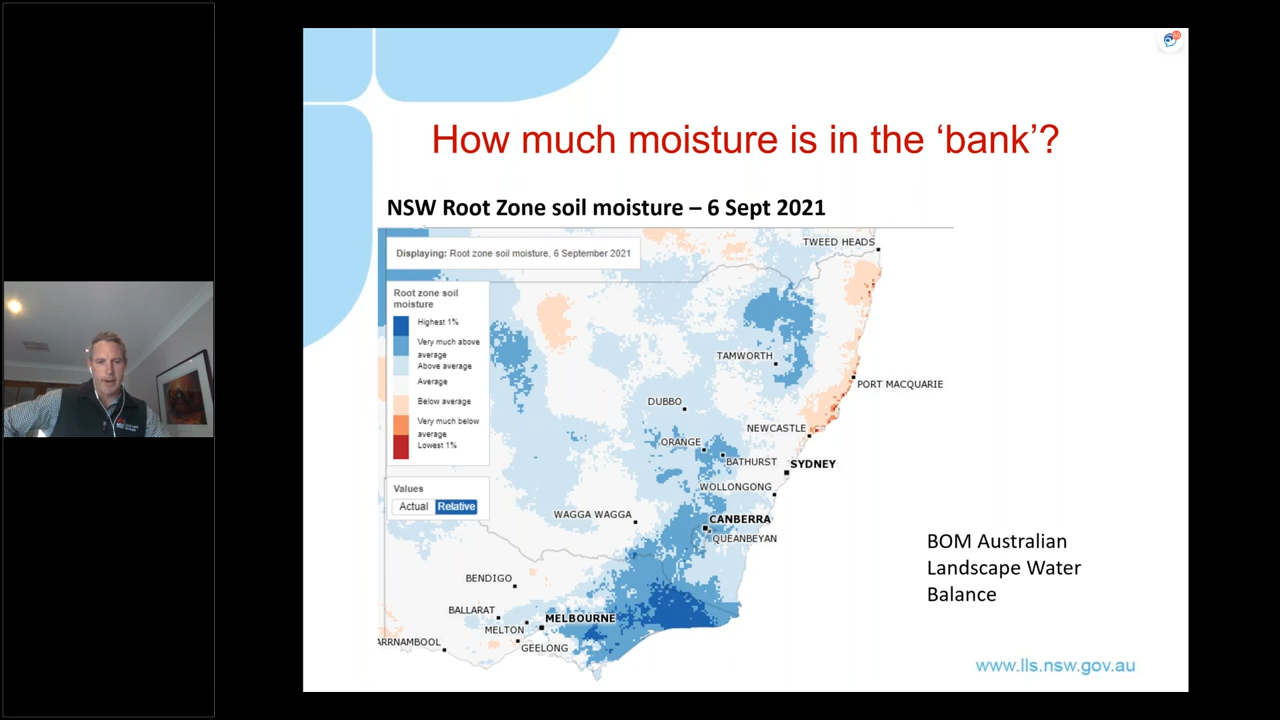 How much moisture is in the ‘bank’?
NSW Root Zone soil moisture – 6 Sept 2021
Displaying: Root zone soil moisture, 6 September 2021
TWEED HEADS
Root zone soil
moisture
Highest 1%
Very much above
average
Above average
Average
Below average
Very much below
average
Lowest 1%
Values
Actual
Relative
TAMWORTH
PORT MACQUARIE
DUBBO
NEWCASTLE
ORANGE
BATHURST
SYDNEY
WOLLONGONG
WAGGA WAGGA
CANBERRA
QUEANBEYAN
BENDIGO
BALLARAT
MELBOURNE
MELTON
ARRNAMBOOL
GEELONG
BOM Australian
Landscape Water
Balance
www.lls.nsw.gov.au